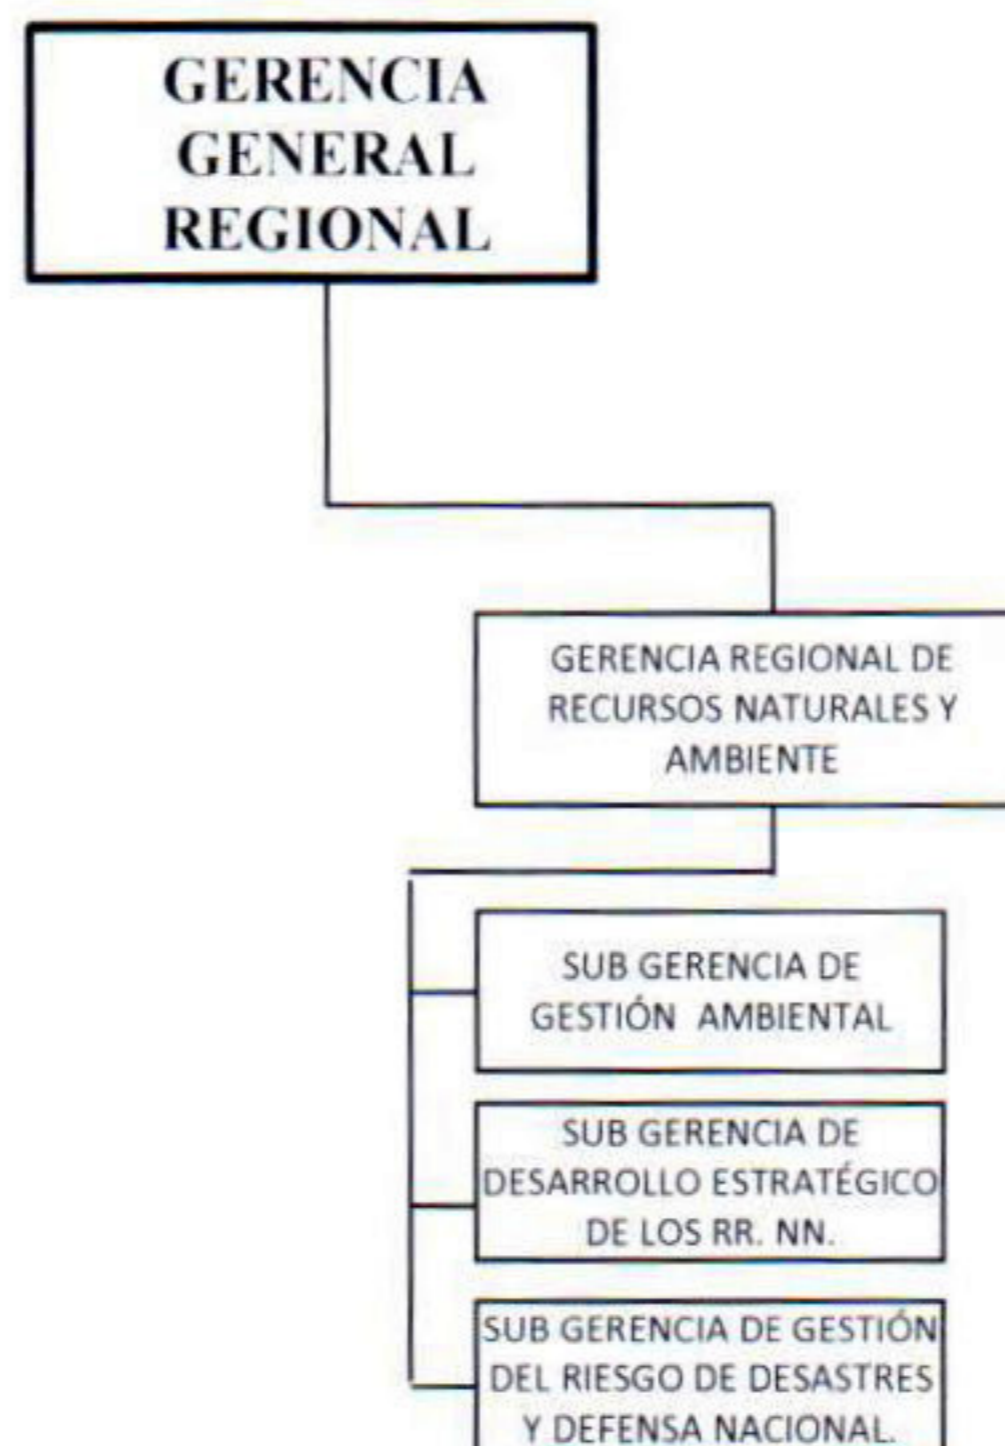 GERENCIA
GENERAL
REGIONAL
GERENCIA REGIONAL DE
RECURSOS NATURALES Y
AMBIENTE
SUB GERENCIA DE
GESTIÓN AMBIENTAL
SUB GERENCIA DE
DESARROLLO ESTRATÉGICO
DE LOS RR. NN.
SUB GERENCIA DE GESTIÓN
DEL RIESGO DE DESASTRES
Y DEFENSA NACIONAL.